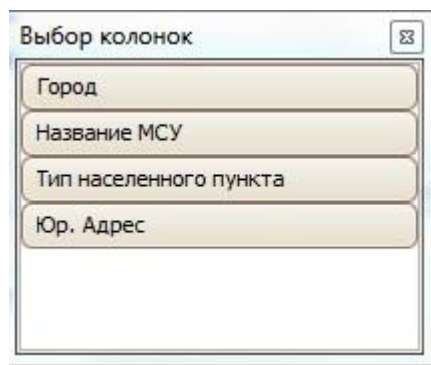 Выбор колонок
Город
Название МСУ
Тип населенного пункта
Юр. Адрес